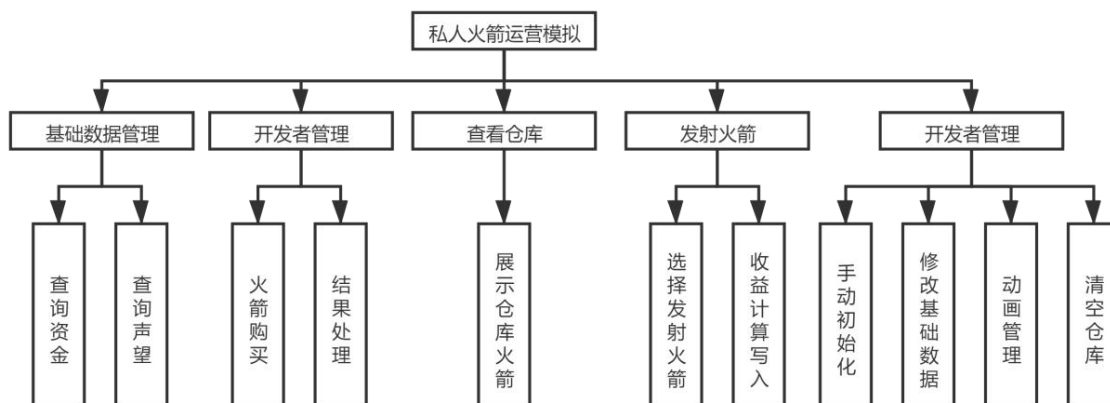 私人火箭运营模拟
基础数据管理
开发者管理
查看仓库
发射火箭
开发者管理
查询资金
查询声望
火箭购买
结果处理
展示仓库火箭
选择发射火箭
收益计算写入
手动初始化
修改基础数据
动画管理
清空仓库